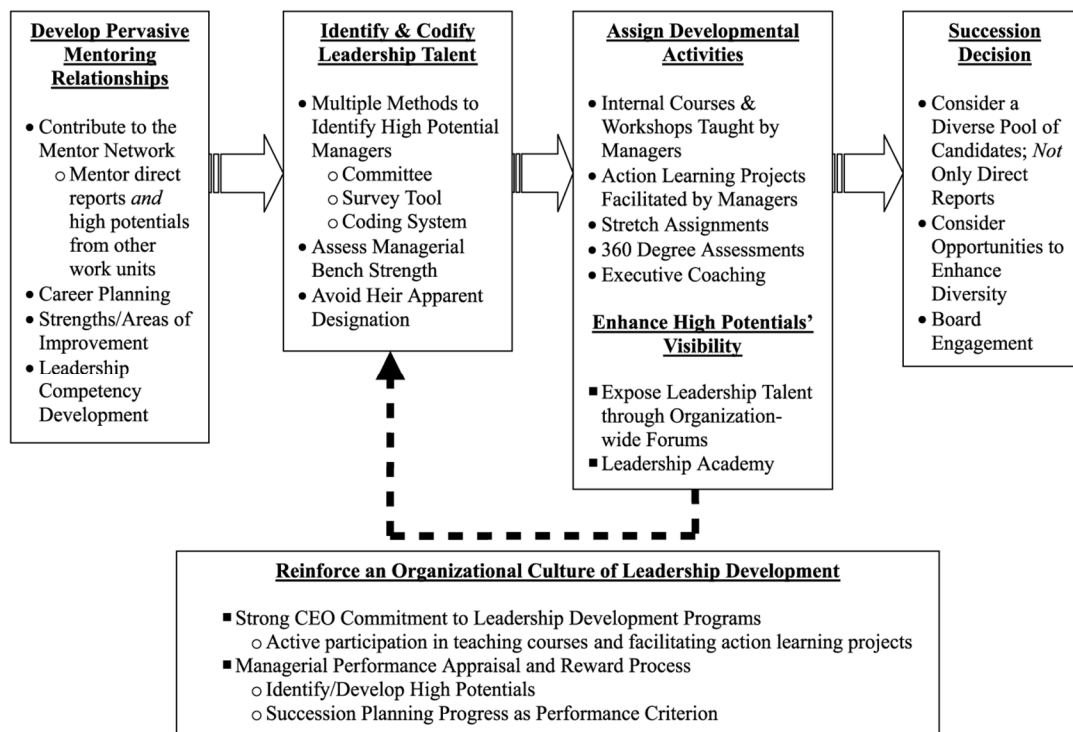 Develop Pervasive
Mentoring
Relationships
• Contribute to the
Mentor Network
o Mentor direct
reports and
high potentials
from other
work units
• Career Planning
• Strengths/Areas of
Improvement
• Leadership
Competency
Development
Identify & Codify
Leadership Talent
• Multiple Methods to
Identify High Potential
Managers
o Committee
o Survey Tool
o Coding System
• Assess Managerial
Bench Strength
• Avoid Heir Apparent
Designation
Assign Developmental
Activities
• Internal Courses &
Workshops Taught by
Managers
• Action Learning Projects
Facilitated by Managers
• Stretch Assignments
• 360 Degree Assessments
• Executive Coaching
Enhance High Potentials’
Visibility
■ Expose Leadership Talent
through Organization-
wide Forums
■ Leadership Academy
Succession
Decision
• Consider a
Diverse Pool of
Candidates; Not
Only Direct
Reports
• Consider
Opportunities to
Enhance
Diversity
• Board
Engagement
Reinforce an Organizational Culture of Leadership Development
■ Strong CEO Commitment to Leadership Development Programs
o Active participation in teaching courses and facilitating action learning projects
■ Managerial Performance Appraisal and Reward Process
o Identify/Develop High Potentials
o Succession Planning Progress as Performance Criterion